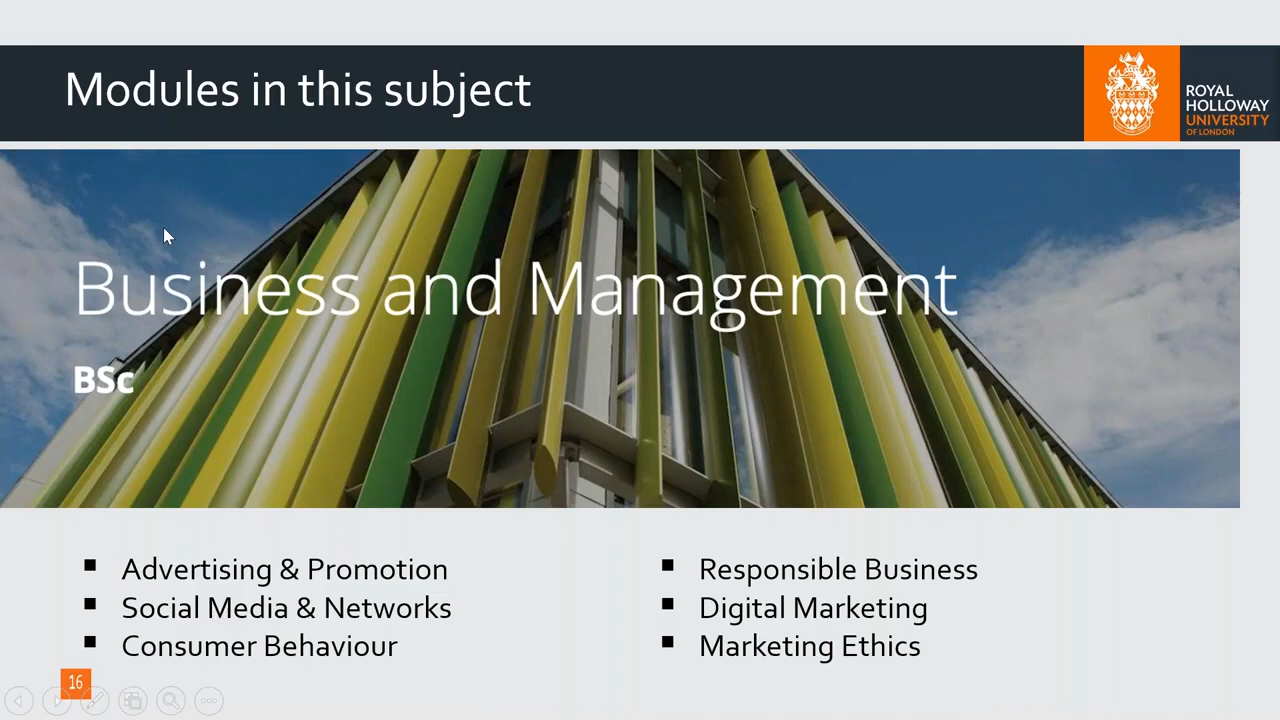 Modules in this subject
ROYAL
HOLLOWAY
UNIVERSITY
OF LONDON
Business and Management
BSc
▪ Advertising & Promotion
▪ Social Media & Networks
▪ Consumer Behaviour
▪ Responsible Business
▪ Digital Marketing
▪ Marketing Ethics
16